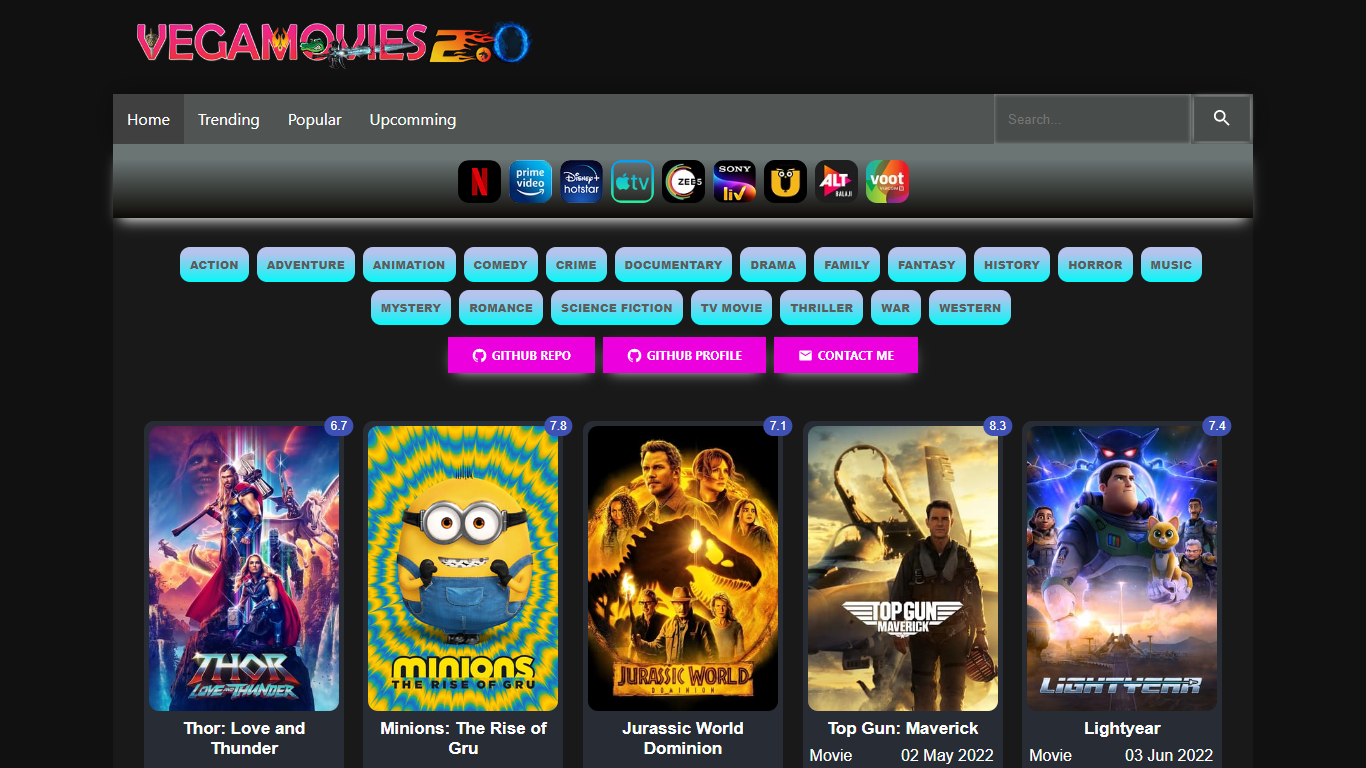 VEGAMOVIES 2.0
Home Trending Popular Upcomming Search...
N prime video Disney+ hotstar tv ZEE5 SONY liv ALT BALAJI voot
ACTION ADVENTURE ANIMATION COMEDY CRIME DOCUMENTARY DRAMA FAMILY FANTASY HISTORY HORROR MUSIC
MYSTERY ROMANCE SCIENCE FICTION TV MOVIE THRILLER WAR WESTERN
GITHUB REPO GITHUB PROFILE CONTACT ME
6.7 7.8 7.1 8.3 7.4
THOR
LOVE AND THUNDER
MINIONS
THE RISE OF GRU
JURASSIC WORLD
DOMINION
TOP GUN
MAVERICK
LIGHTYEAR
Thor: Love and
Thunder
Minions: The Rise of
Gru
Jurassic World
Dominion
Top Gun: Maverick
Movie 02 May 2022
Lightyear
Movie 03 Jun 2022